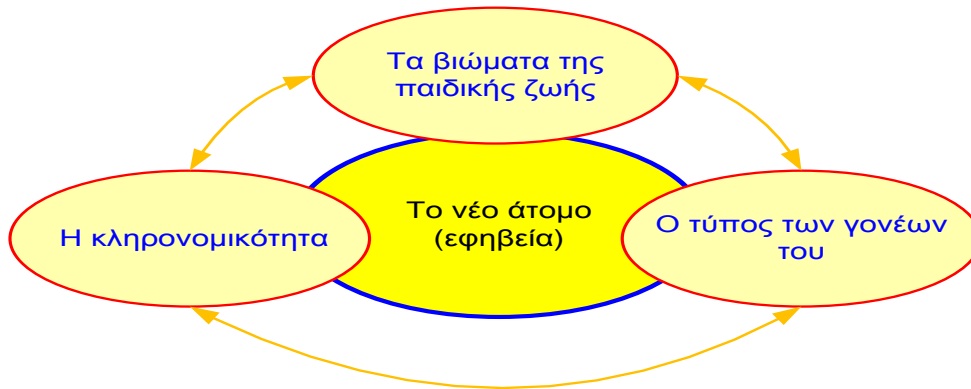 Τα βιώματα της
παιδικής ζωής
Η κληρονομικότητα
Το νέο άτομο
(εφηβεία)
Ο τύπος των γονέων
του